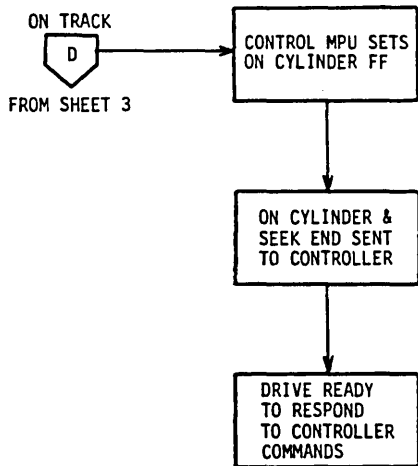 ON TRACK
D
FROM SHEET 3
CONTROL MPU SETS
ON CYLINDER FF
ON CYLINDER &
SEEK END SENT
TO CONTROLLER
DRIVE READY
TO RESPOND
TO CONTROLLER
COMMANDS